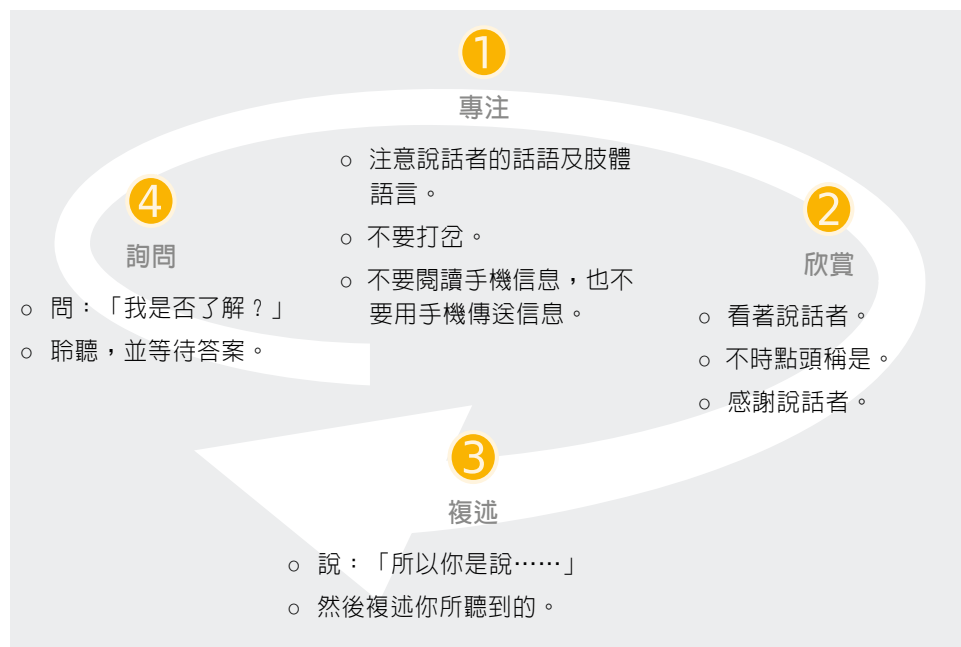 1
專注
○ 注意說話者的話語及肢體
語言。
○ 不要打岔。
○ 不要閱讀手機信息,也不
要用手機傳送信息。
2
欣賞
○ 看著說話者。
○ 不時點頭稱是。
○ 感謝說話者。
3
複述
○ 說:「所以你是說⋯⋯」
○ 然後複述你所聽到的。
4
詢問
○ 問:「我是否了解?」
○ 聆聽,並等待答案。